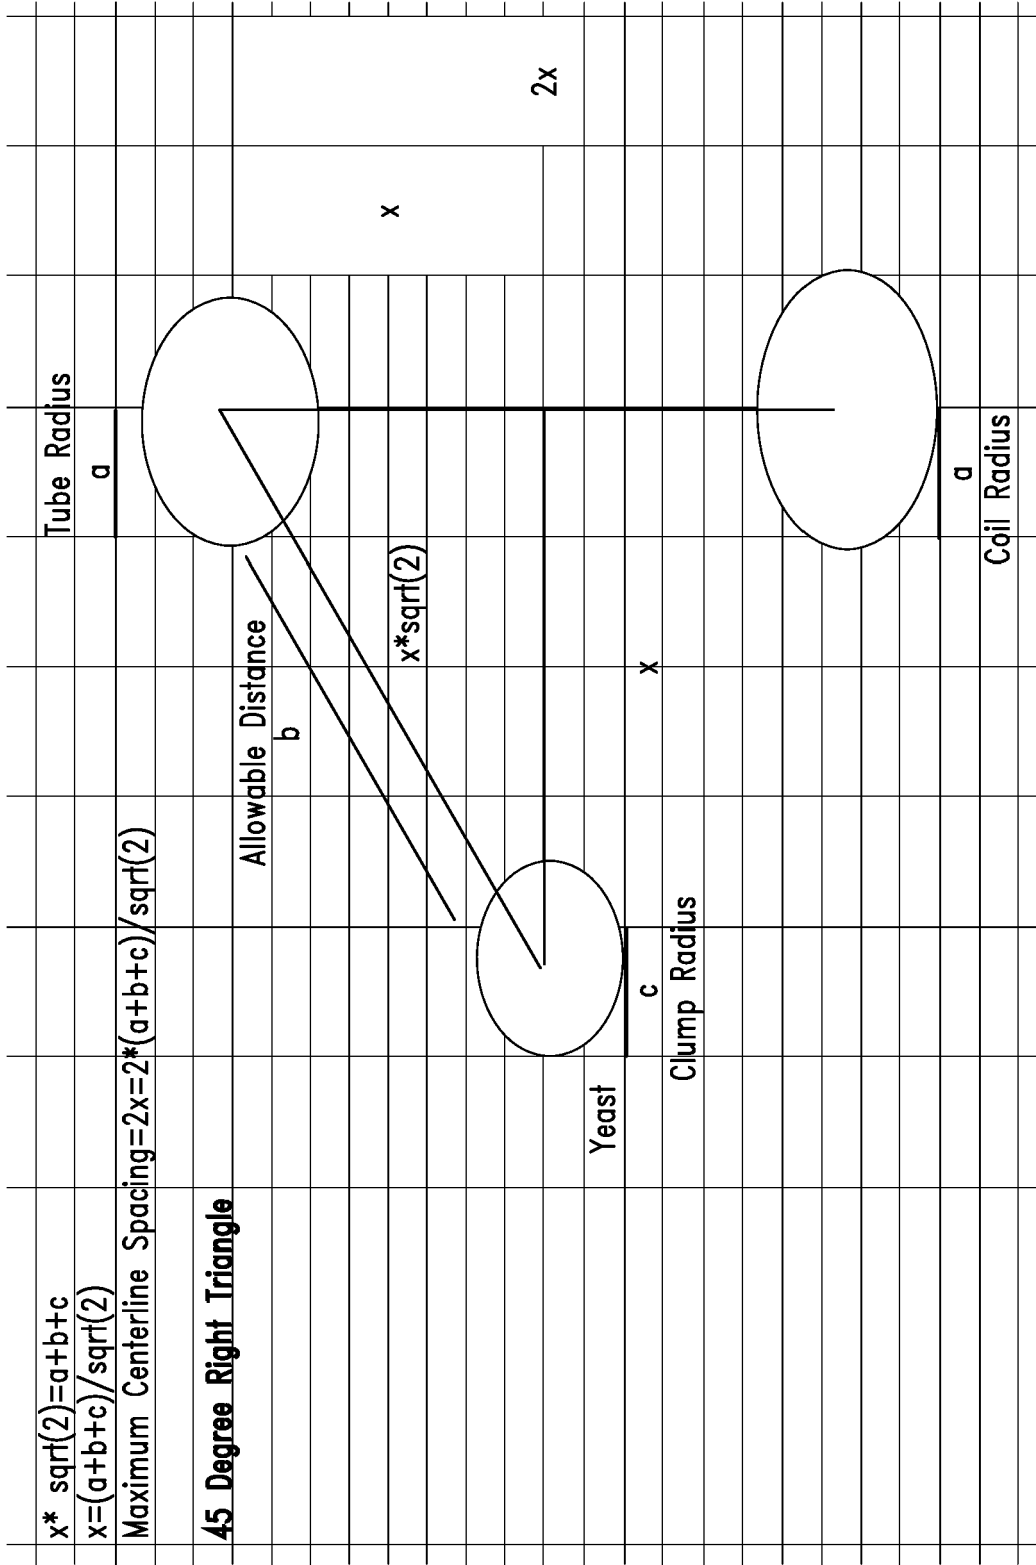 x* sqrt(2)=a+b+c
x=(a+b+c)/sqrt(2)
Maximum Centerline Spacing=2x=2*(a+b+c)/sqrt(2)
45 Degree Right Triangle
Tube Radius
a
Allowable Distance
b
x*sqrt(2)
x
2x
x
Yeast
c
Clump Radius
a
Coil Radius